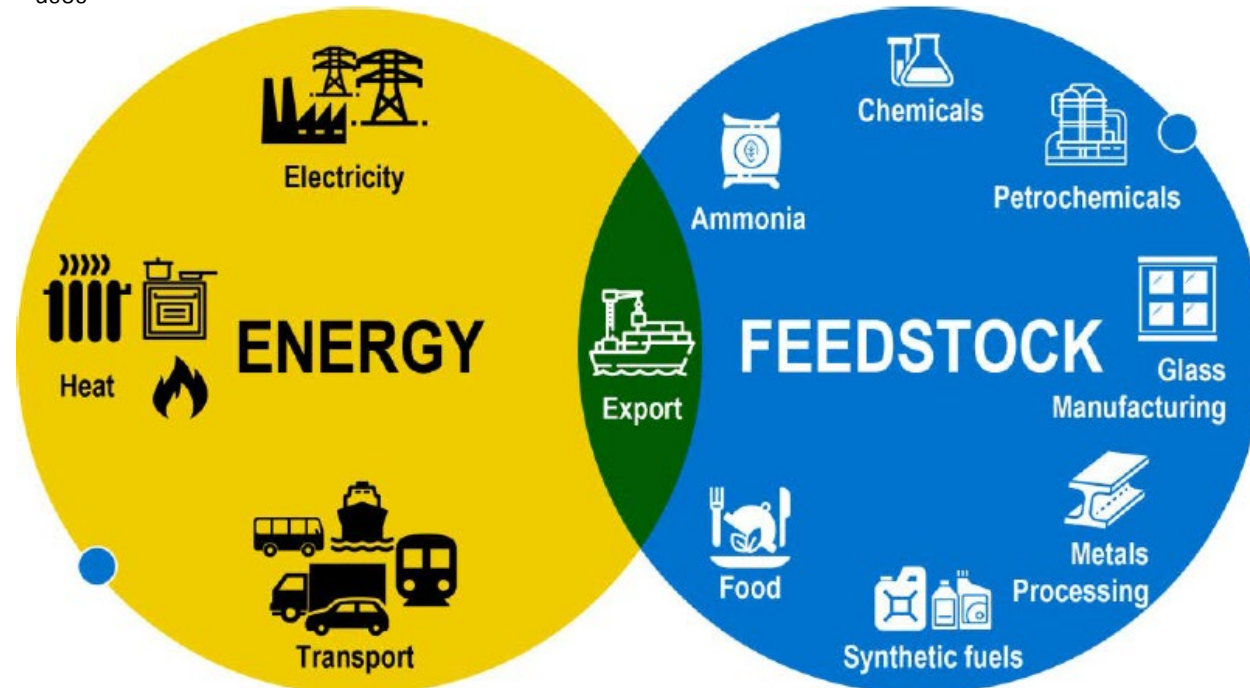 Electricity
Heat
ENERGY
Transport
Export
Chemicals
Ammonia
Petrochemicals
FEEDSTOCK
Glass
Manufacturing
Metals
Processing
Food
Synthetic fuels